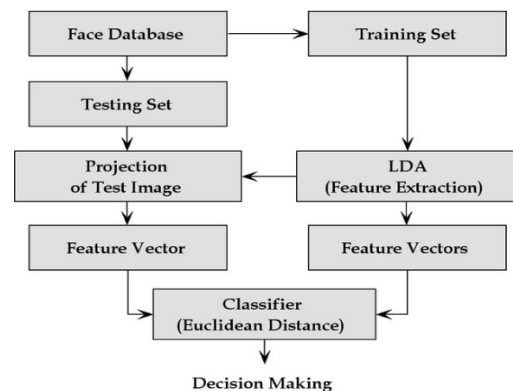 Face Database
Training Set
Testing Set
Projection
of Test Image
LDA
(Feature Extraction)
Feature Vector
Feature Vectors
Classifier
(Euclidean Distance)
Decision Making